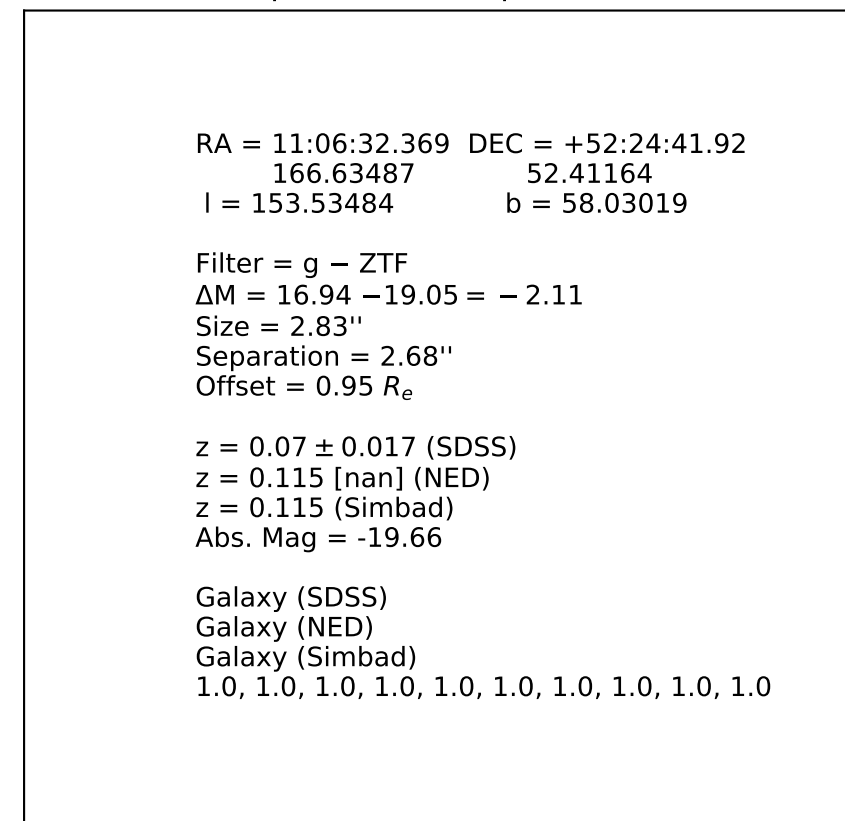 RA = 11:06:32.369  DEC = +52:24:41.92
166.63487 52.41164
l = 153.53484 b = 58.03019
Filter = g − ZTF
ΔM = 16.94 −19.05 = − 2.11
Size = 2.83''
Separation = 2.68''
Offset = 0.95 Rₑ
z = 0.07 ± 0.017 (SDSS)
z = 0.115 [nan] (NED)
z = 0.115 (Simbad)
Abs. Mag = -19.66
Galaxy (SDSS)
Galaxy (NED)
Galaxy (Simbad)
1.0, 1.0, 1.0, 1.0, 1.0, 1.0, 1.0, 1.0, 1.0, 1.0